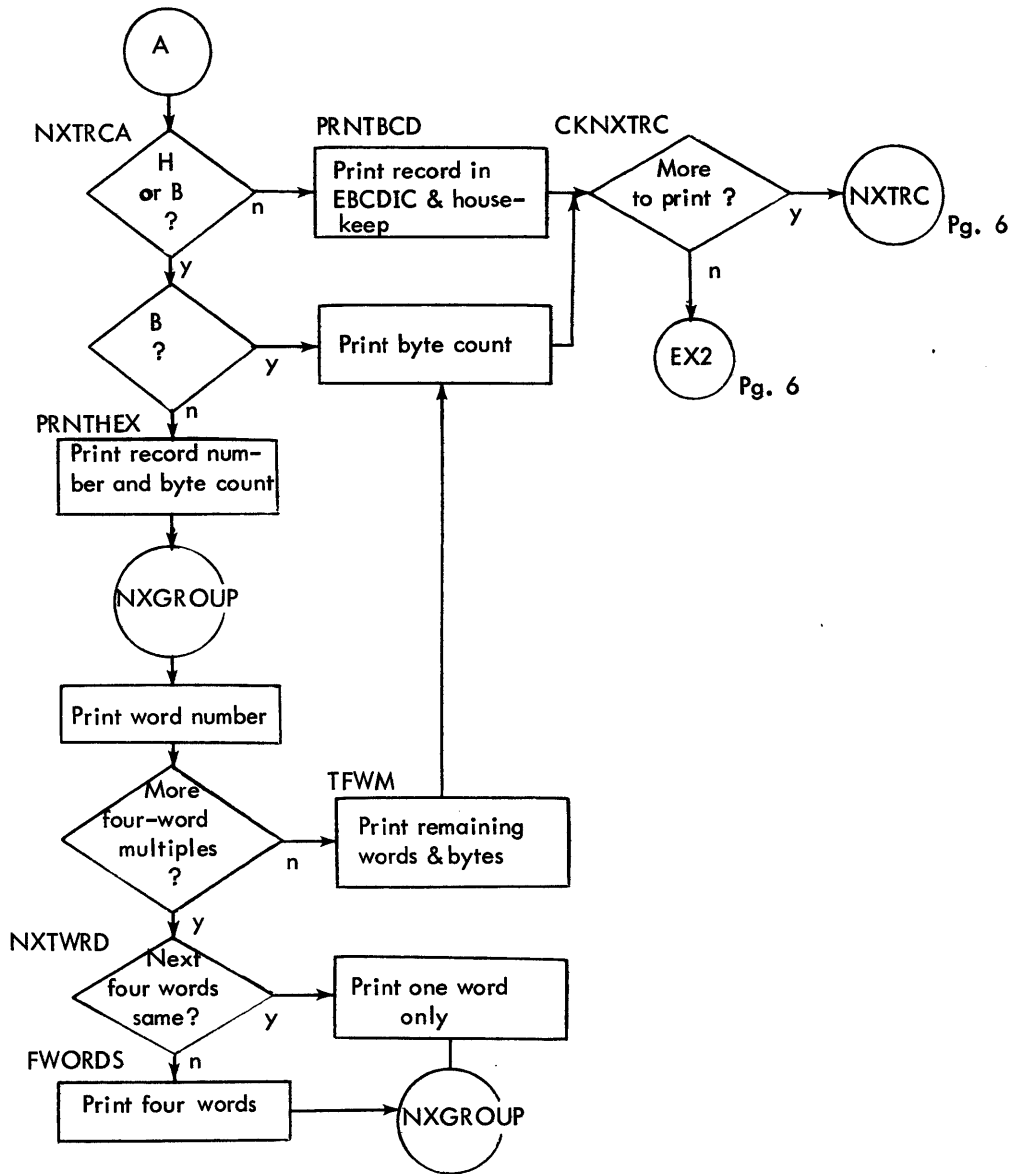 A
NXTRCA
H
or B
?
n
y
PRNTBCD
Print record in
EBCDIC & house-
keep
CKNXTRC
More
to print ?
y
n
NXTRC
Pg. 6
EX2
Pg. 6
B
?
y
n
Print byte count
PRNTHEX
Print record num-
ber and byte count
NXGROUP
Print word number
More
four-word
multiples
?
n
y
TFWM
Print remaining
words & bytes
NXTWRD
Next
four words
same?
y
n
Print one word
only
FWORDS
Print four words
NXGROUP